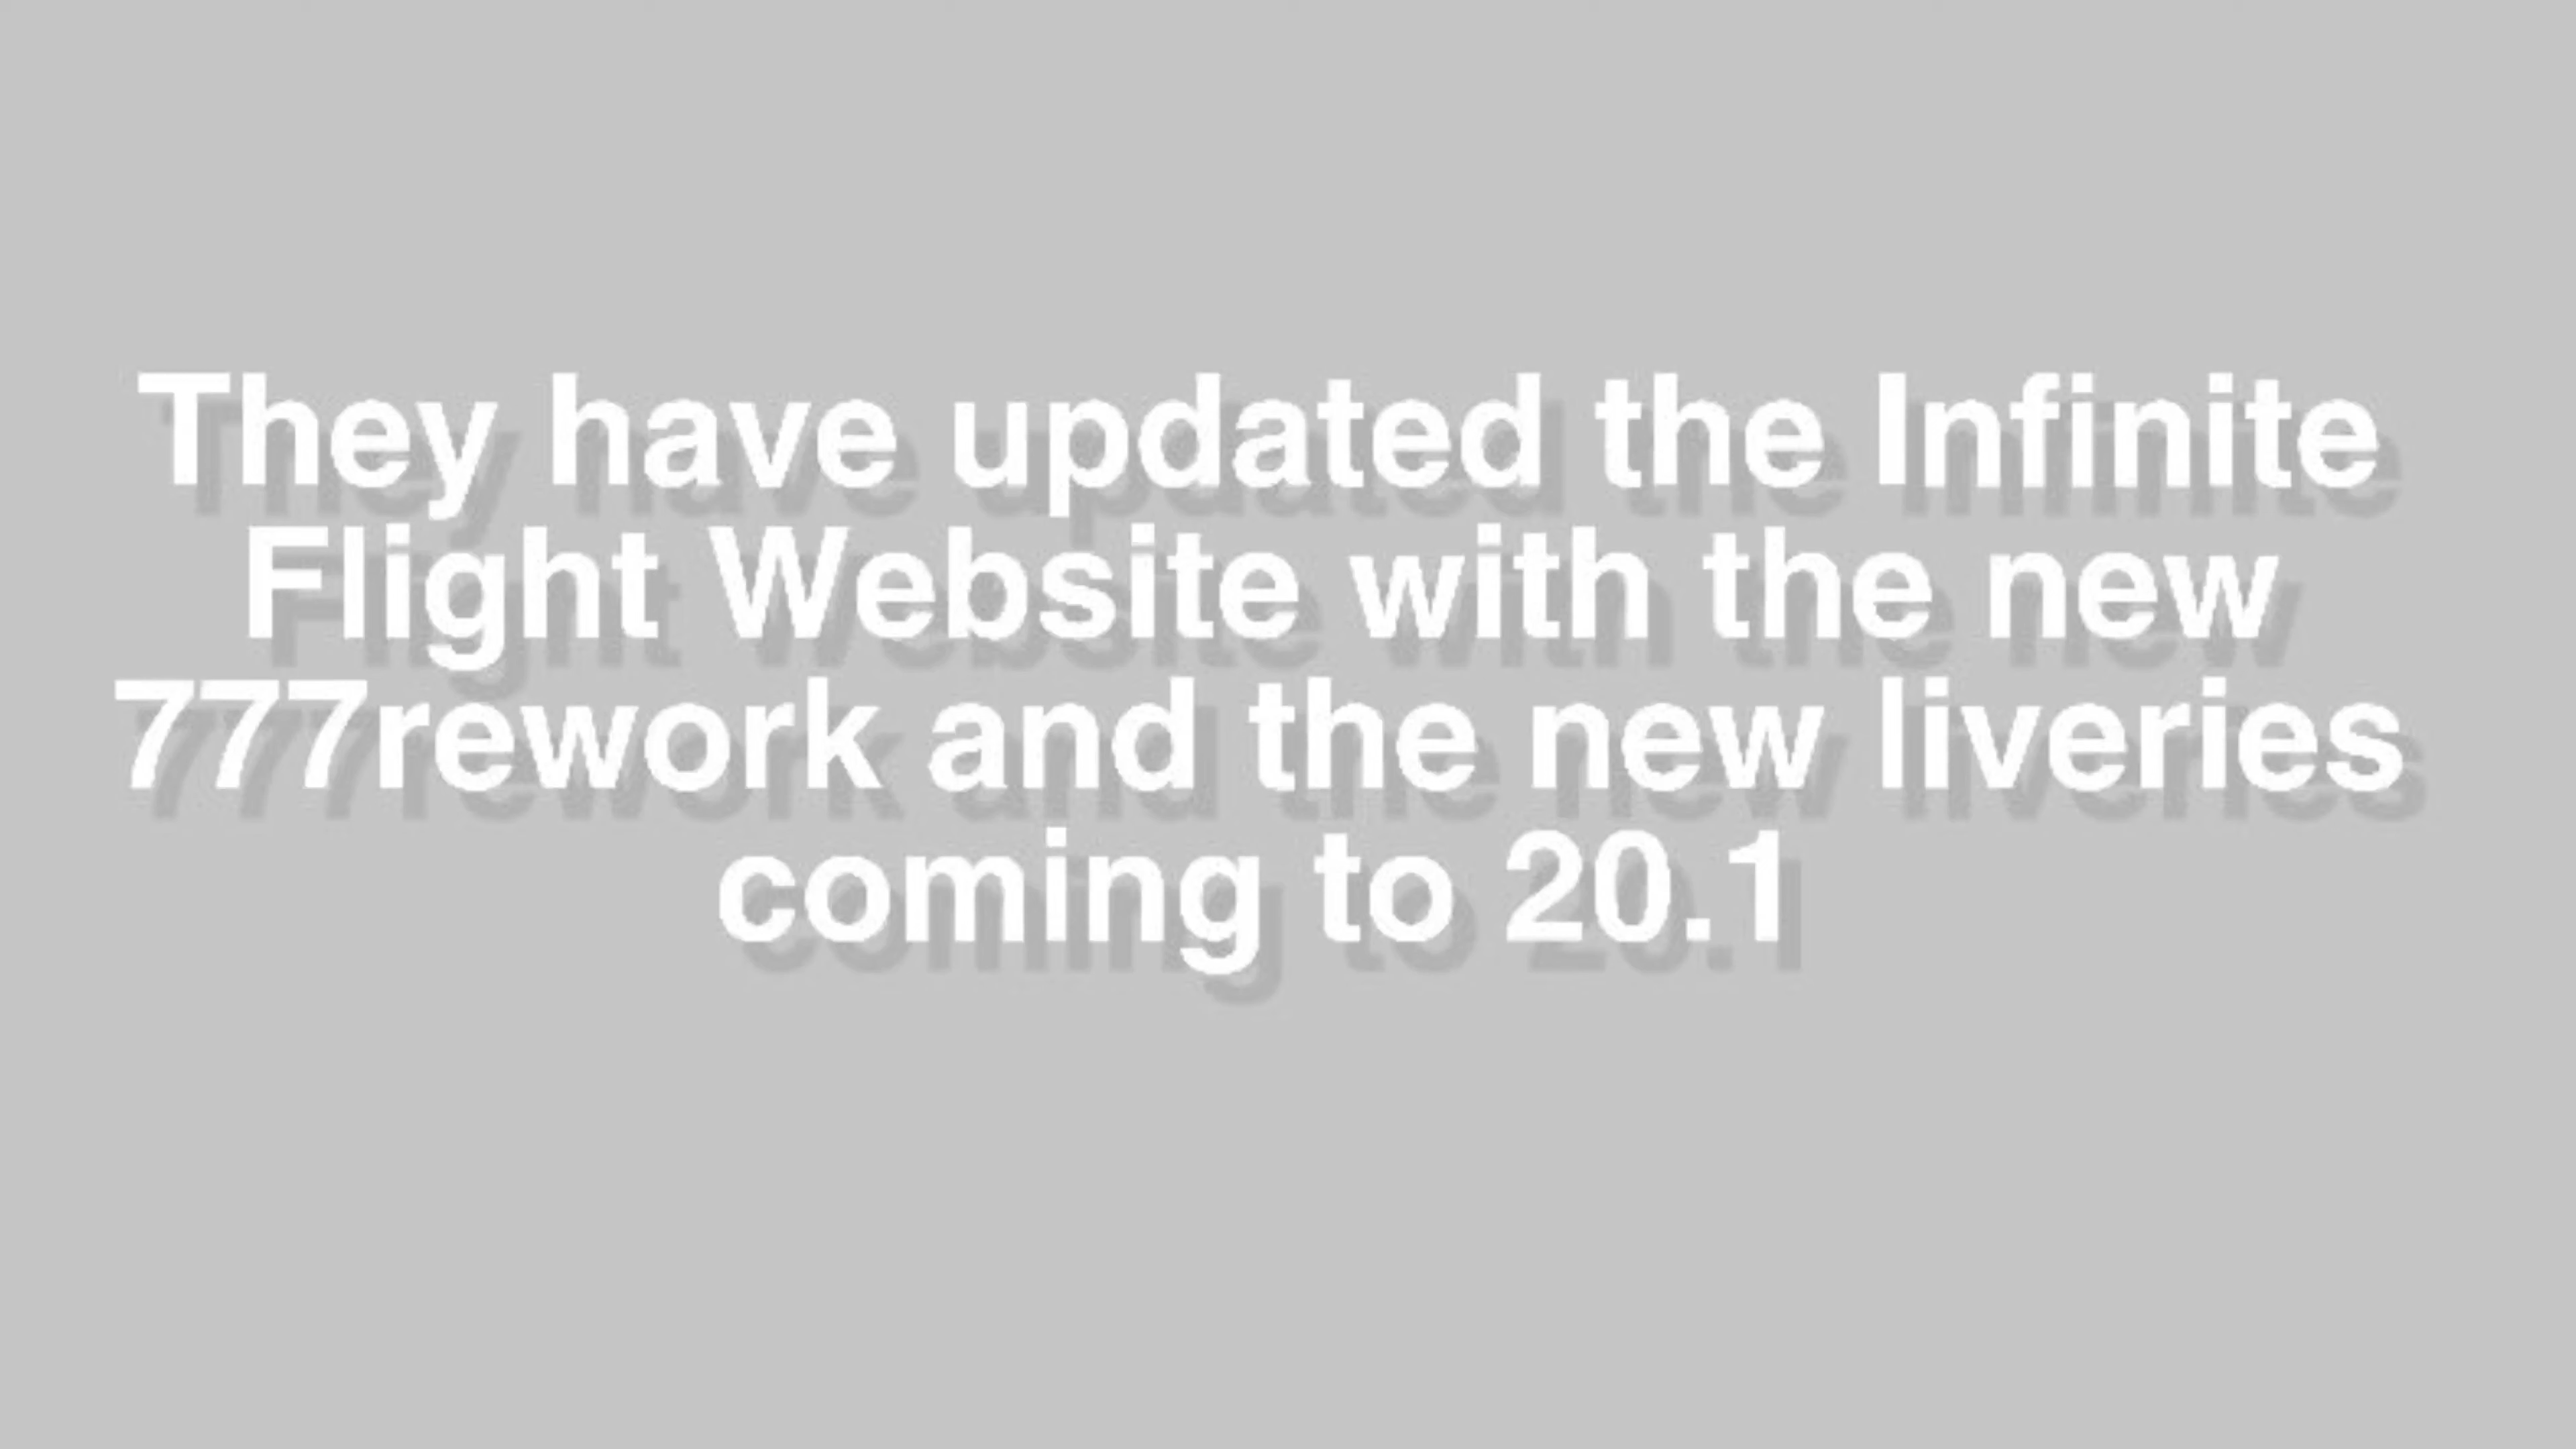 They have updated the Infinite
Flight Website with the new
777rework and the new liveries
coming to 20.1